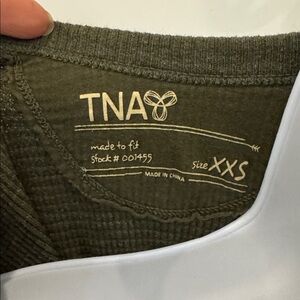 TNA
made to fit
Stock # 001455
size XXS
MADE IN CHINA